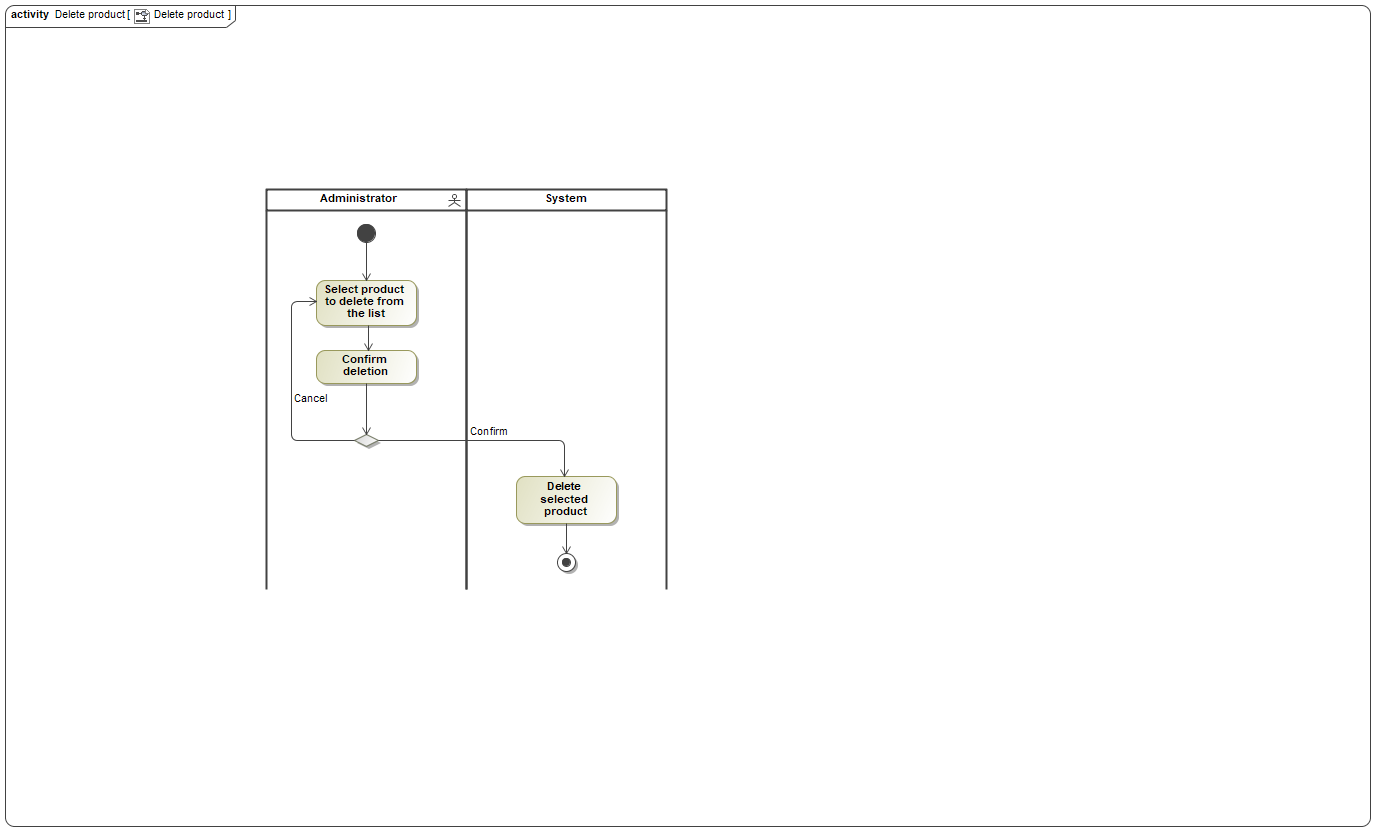 activity Delete product [ Delete product ]
Administrator
System
Select product
to delete from
the list
Confirm
deletion
Cancel
Confirm
Delete
selected
product